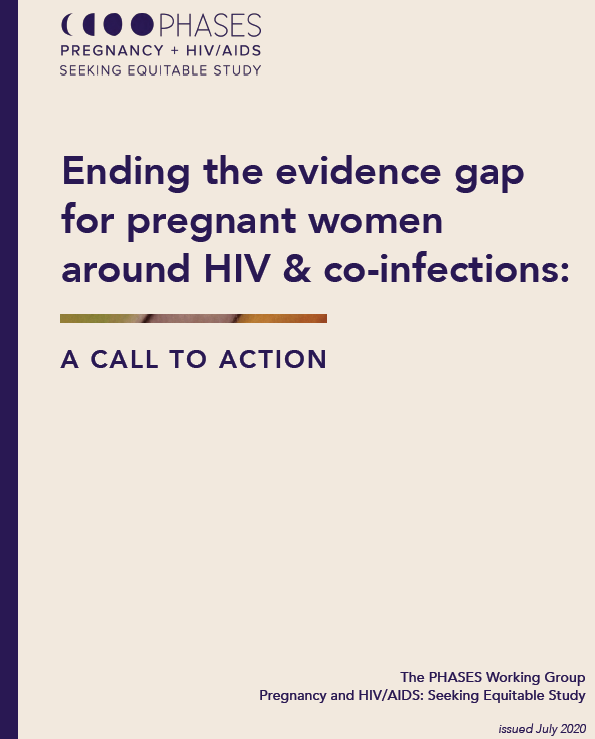 PHASES
PREGNANCY + HIV/AIDS
SEEKING EQUITABLE STUDY
Ending the evidence gap
for pregnant women
around HIV & co-infections:
A CALL TO ACTION
The PHASES Working Group
Pregnancy and HIV/AIDS: Seeking Equitable Study
issued July 2020